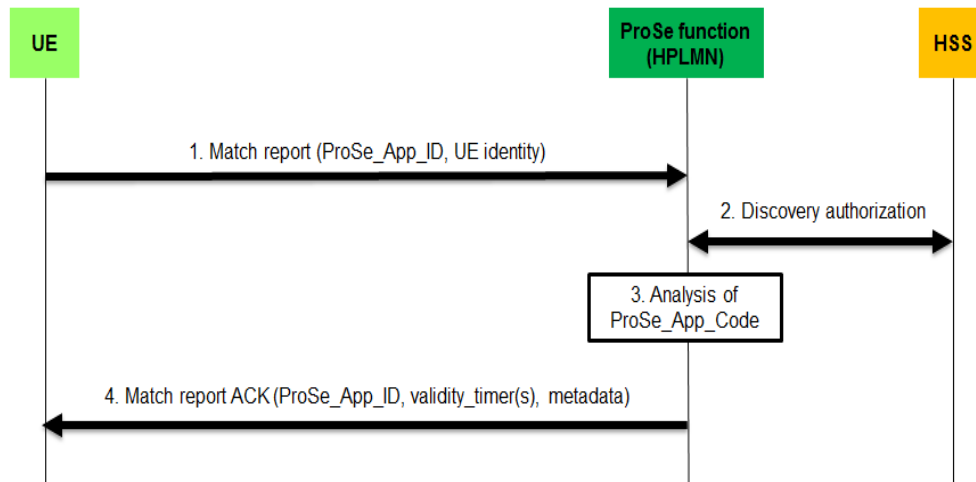 UE
ProSe function
(HPLMN)
HSS
1. Match report (ProSe_App_ID, UE identity)
2. Discovery authorization
3. Analysis of
ProSe_App_Code
4. Match report ACK (ProSe_App_ID, validity_timer(s), metadata)